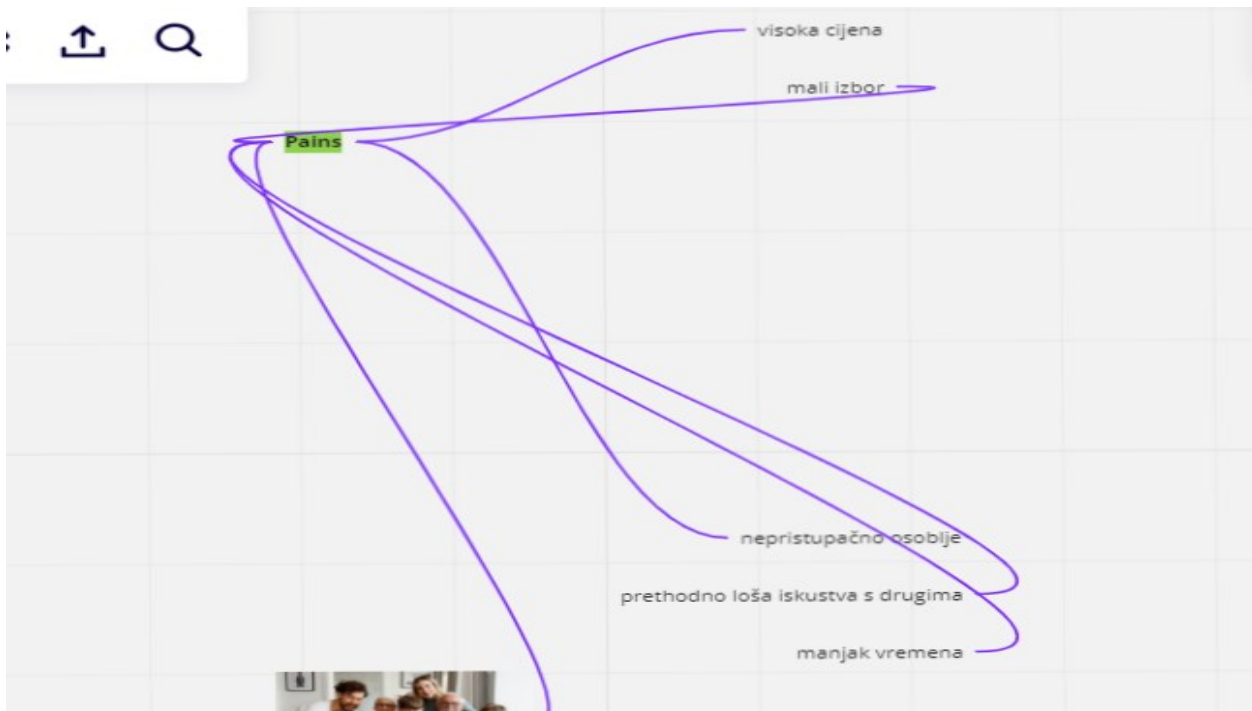 visoka cijena
mali izbor
Pains
nepristupačno osoblje
prethodno loša iskustva s drugima
manjak vremena